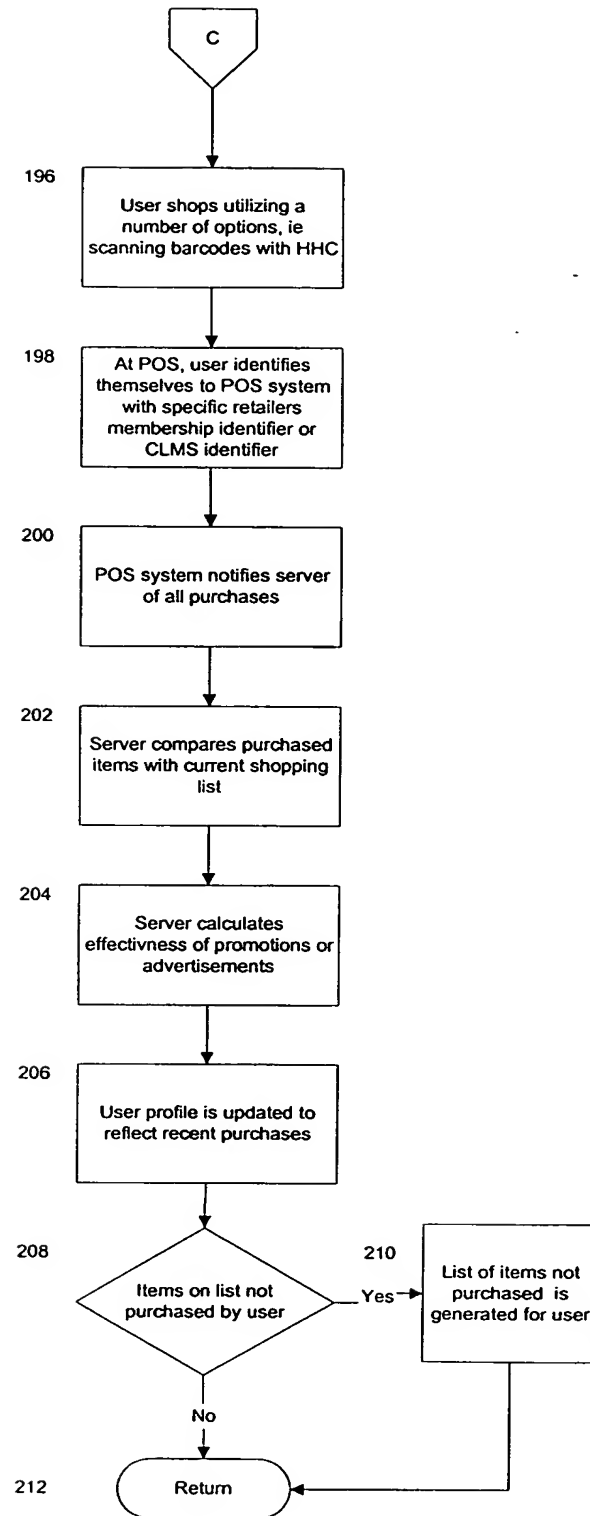 C
196
User shops utilizing a
number of options, ie
scanning barcodes with HHC
198
At POS, user identifies
themselves to POS system
with specific retailers
membership identifier or
CLMS identifier
200
POS system notifies server
of all purchases
202
Server compares purchased
items with current shopping
list
204
Server calculates
effectivness of promotions or
advertisements
206
User profile is updated to
reflect recent purchases
208
Items on list not
purchased by user
Yes
210
List of items not
purchased is
generated for user
No
212
Return